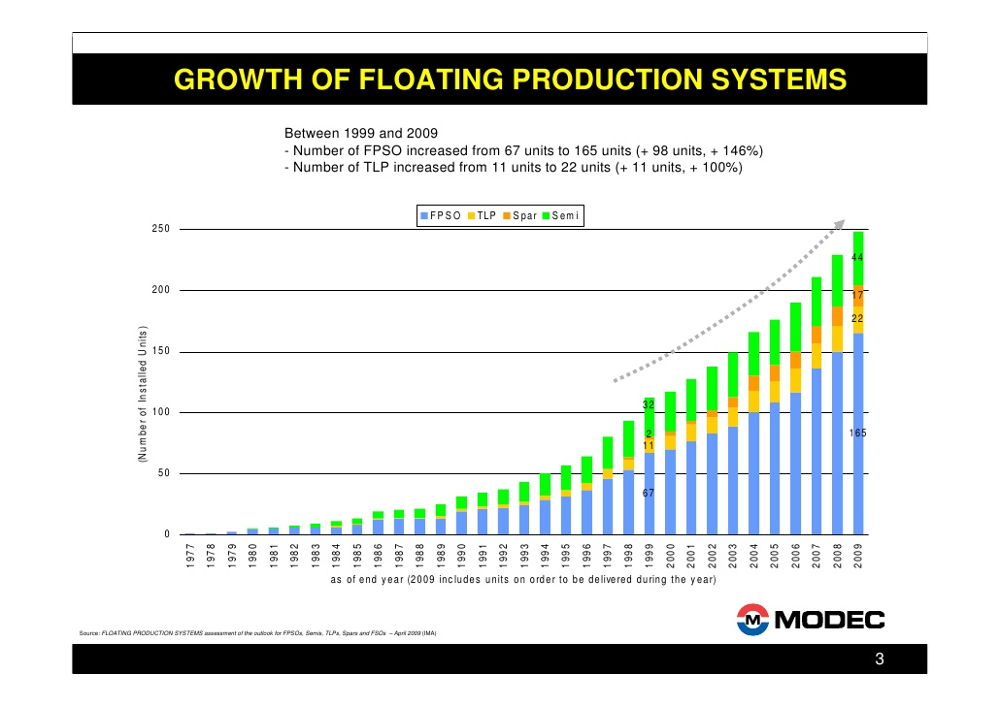 GROWTH OF FLOATING PRODUCTION SYSTEMS
Between 1999 and 2009
- Number of FPSO increased from 67 units to 165 units (+ 98 units, + 146%)
- Number of TLP increased from 11 units to 22 units (+ 11 units, + 100%)
FPSO TLP Spar Semi
(Number of Installed Units)
250
200
150
100
50
0
32
2
11
67
44
17
22
165
1977 1978 1979 1980 1981 1982 1983 1984 1985 1986 1987 1988 1989 1990 1991 1992 1993 1994 1995 1996 1997 1998 1999 2000 2001 2002 2003 2004 2005 2006 2007 2008 2009
as of end year (2009 includes units on order to be delivered during the year)
M MODEC
Source: FLOATING PRODUCTION SYSTEMS assessment of the outlook for FPSOs, Semis, TLPs, Spars and FSOs – April 2009 (IMA)
3